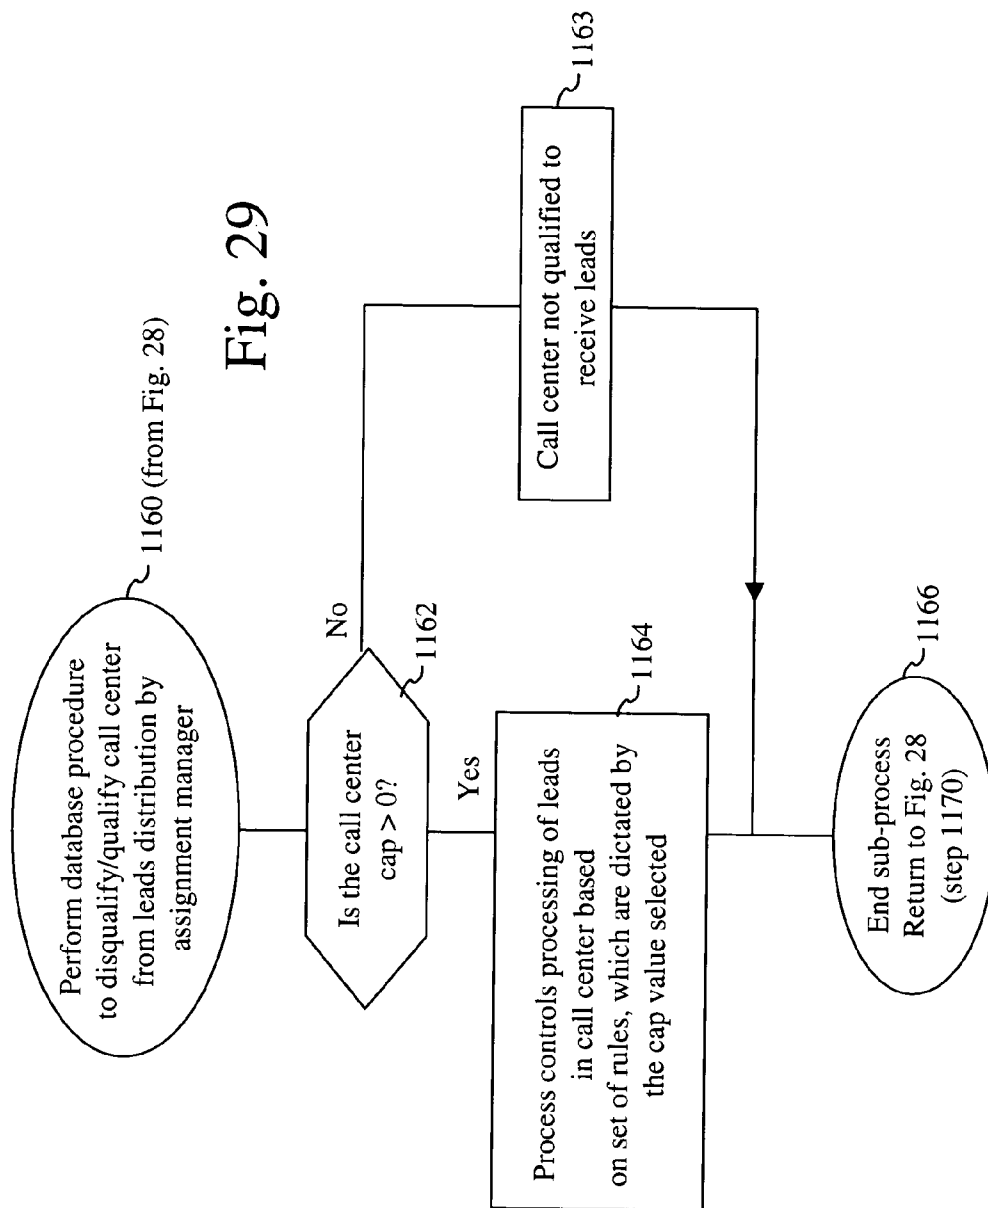 Fig. 29
Perform database procedure
to disqualify/qualify call center
from leads distribution by
assignment manager
1160 (from Fig. 28)
Is the call center
cap > 0?
1162
No
Yes
Call center not qualified to
receive leads
1163
Process controls processing of leads
in call center based
on set of rules, which are dictated by
the cap value selected
1164
End sub-process
Return to Fig. 28
(step 1170)
1166